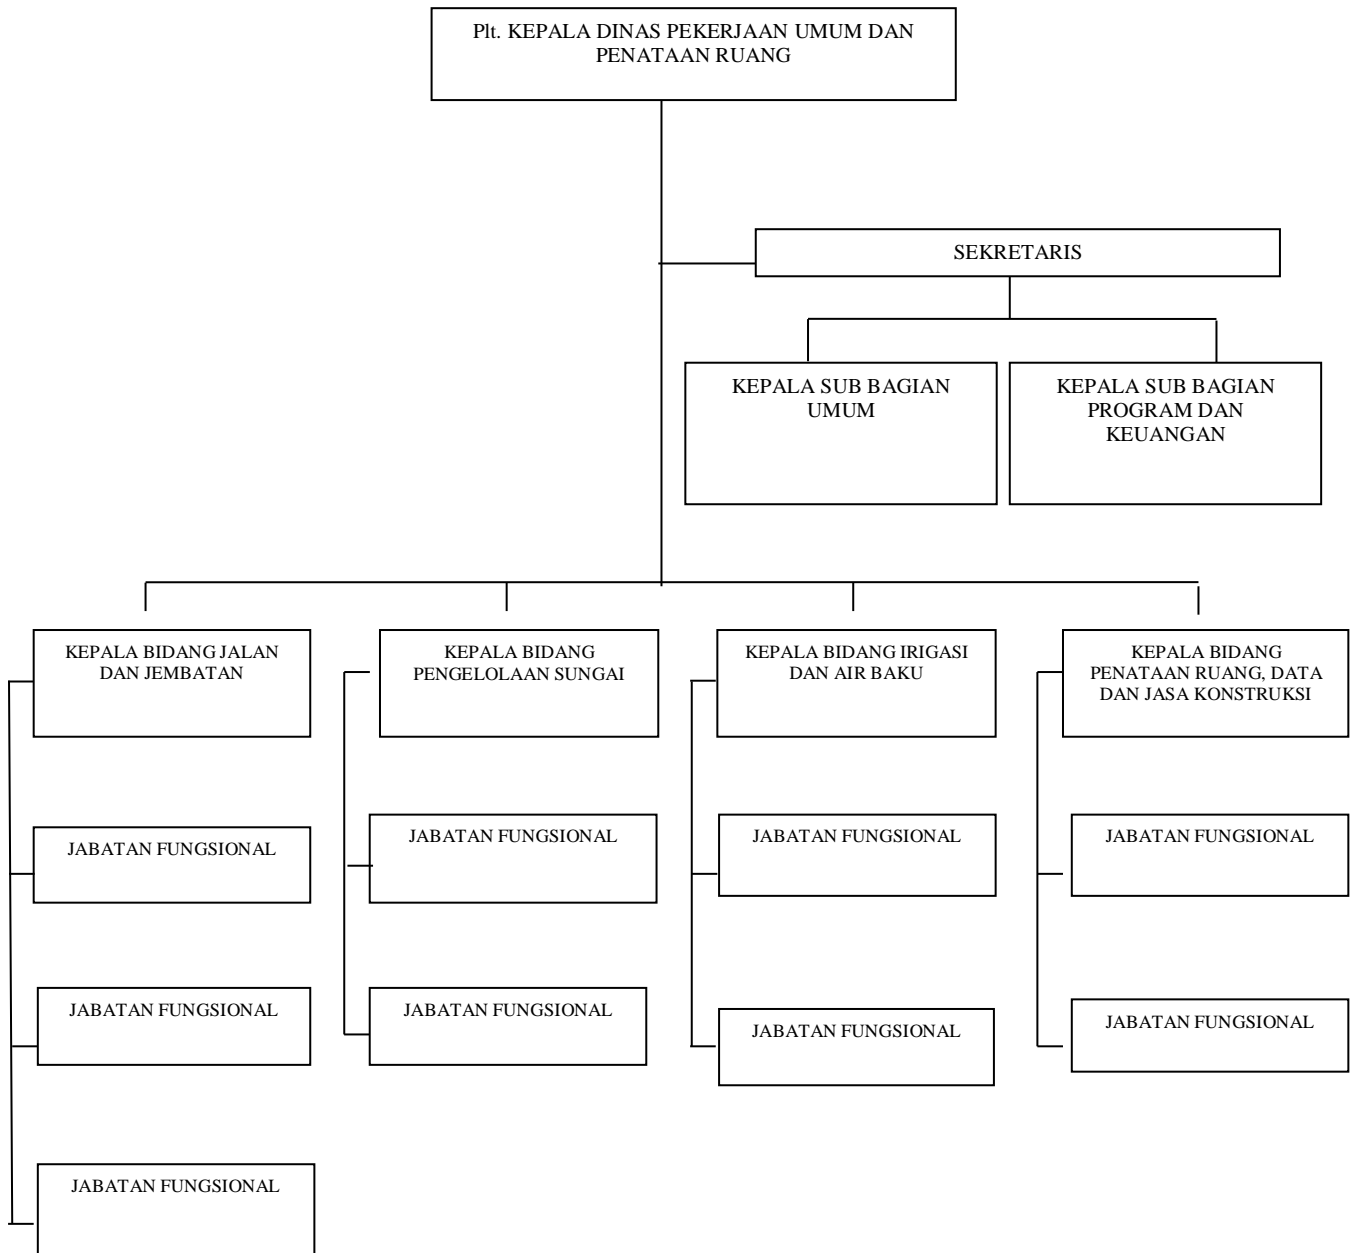 Plt. KEPALA DINAS PEKERJAAN UMUM DAN
PENATAAN RUANG
SEKRETARIS
KEPALA SUB BAGIAN
UMUM
KEPALA SUB BAGIAN
PROGRAM DAN
KEUANGAN
KEPALA BIDANG JALAN
DAN JEMBATAN
KEPALA BIDANG
PENGELOLAAN SUNGAI
KEPALA BIDANG IRIGASI
DAN AIR BAKU
KEPALA BIDANG
PENATAAN RUANG, DATA
DAN JASA KONSTRUKSI
JABATAN FUNGSIONAL
JABATAN FUNGSIONAL
JABATAN FUNGSIONAL
JABATAN FUNGSIONAL
JABATAN FUNGSIONAL
JABATAN FUNGSIONAL
JABATAN FUNGSIONAL
JABATAN FUNGSIONAL
JABATAN FUNGSIONAL